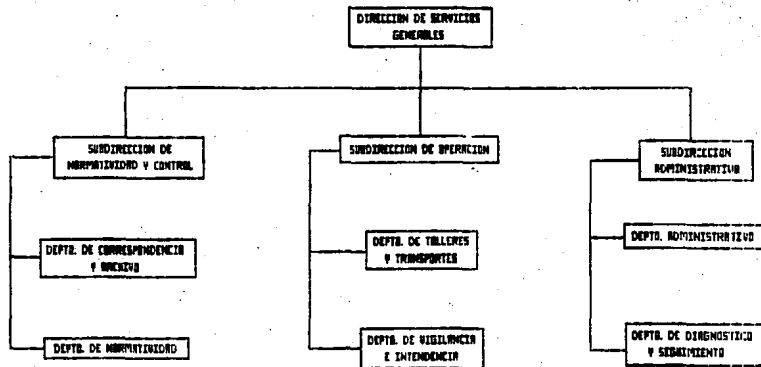 DIRECCION DE SERVICIOS
GENERALES
SUBDIRECCION DE
NORMATIVIDAD Y CONTROL
SUBDIRECCION DE OPERACION
SUBDIRECCION
ADMINISTRATIVA
DEPTO. DE CORRESPONDENCIA
Y ARCHIVO
DEPTO. DE TALLERES
Y TRANSPORTES
DEPTO. ADMINISTRATIVO
DEPTO. DE NORMATIVIDAD
DEPTO. DE VIGILANCIA
E INTENDENCIA
DEPTO. DE DIAGNOSTICO
Y SEGUIMIENTO